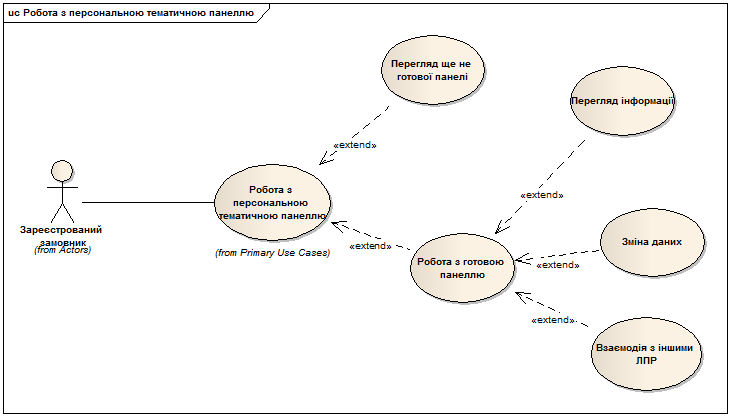 uc Робота з персональною тематичною панеллю
Перегляд ще не
готової панелі
Перегляд інформації
«extend»
«extend»
Робота з
персональною
тематичною панеллю
(from Primary Use Cases)
Зареєстрований
замовник
(from Actors)
«extend»
Робота з готовою
панеллю
Зміна даних
«extend»
«extend»
Взаємодія з іншими
ЛПР